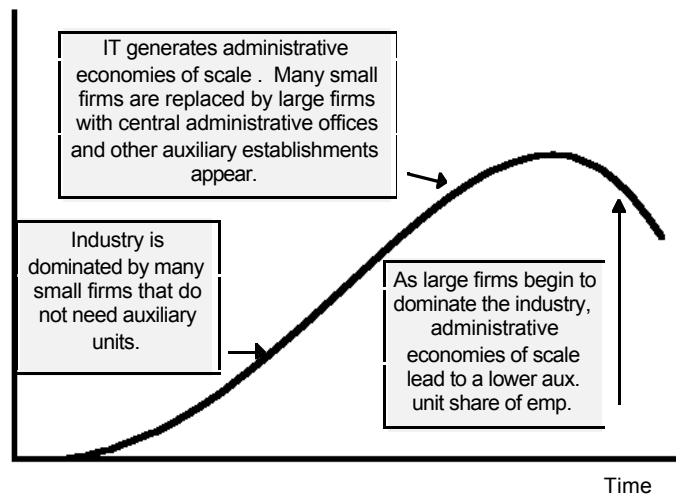 IT generates administrative
economies of scale . Many small
firms are replaced by large firms
with central administrative offices
and other auxiliary establishments
appear.
Industry is
dominated by many
small firms that do
not need auxiliary
units.
As large firms begin to
dominate the industry,
administrative
economies of scale
lead to a lower aux.
unit share of emp.
Time